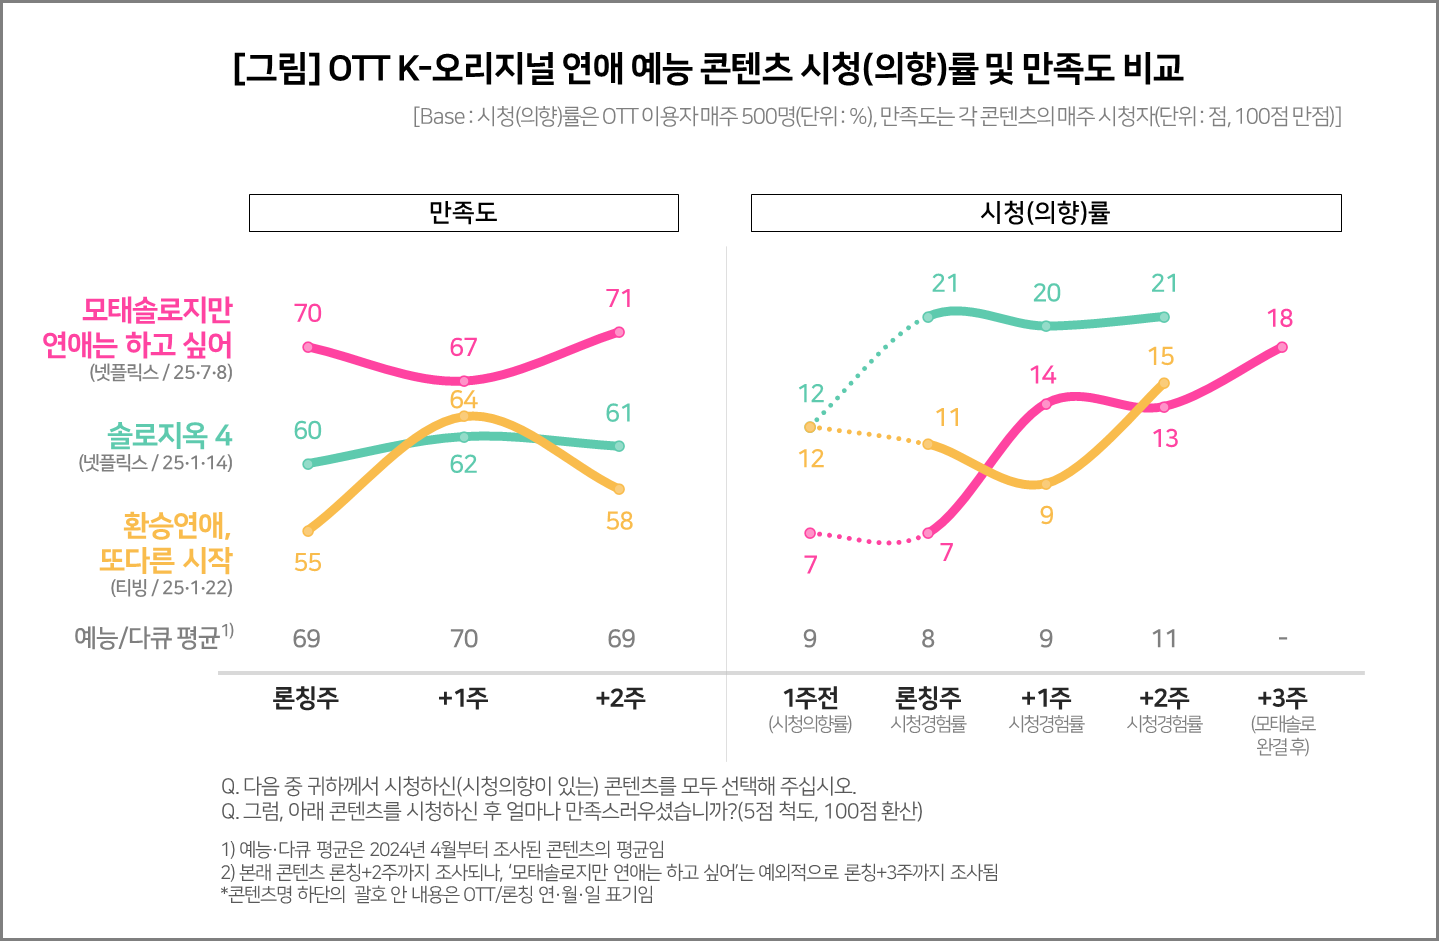 [그림] OTT K-오리지널 연애 예능 콘텐츠 시청(의향)률 및 만족도 비교
[Base : 시청(의향)률은 OTT 이용자 매주 500명(단위 : %), 만족도는 각 콘텐츠의 매주 시청자(단위 : 점, 100점 만점)]
만족도
시청(의향)률
모태솔로지만
연애는 하고 싶어
(넷플릭스 / 25·7·8)
70
67
71
솔로지옥 4
(넷플릭스 / 25·1·14)
60
62
61
환승연애,
또다른 시작
(티빙 / 25·1·22)
55
64
58
12
21
20
21
12
11
9
15
7
7
14
13
18
예능/다큐 평균1)
69
70
69
9
8
9
11
-
론칭주
+1주
+2주
1주전
(시청의향률)
론칭주
시청경험률
+1주
시청경험률
+2주
시청경험률
+3주
(모태솔로
완결 후)
Q. 다음 중 귀하께서 시청하신(시청의향이 있는) 콘텐츠를 모두 선택해 주십시오.
Q. 그럼, 아래 콘텐츠를 시청하신 후 얼마나 만족스러우셨습니까?(5점 척도, 100점 환산)
1) 예능·다큐 평균은 2024년 4월부터 조사된 콘텐츠의 평균임
2) 본래 콘텐츠 론칭+2주까지 조사되나, ‘모태솔로지만 연애는 하고 싶어’는 예외적으로 론칭+3주까지 조사됨
*콘텐츠명 하단의 괄호 안 내용은 OTT/론칭 연·월·일 표기임